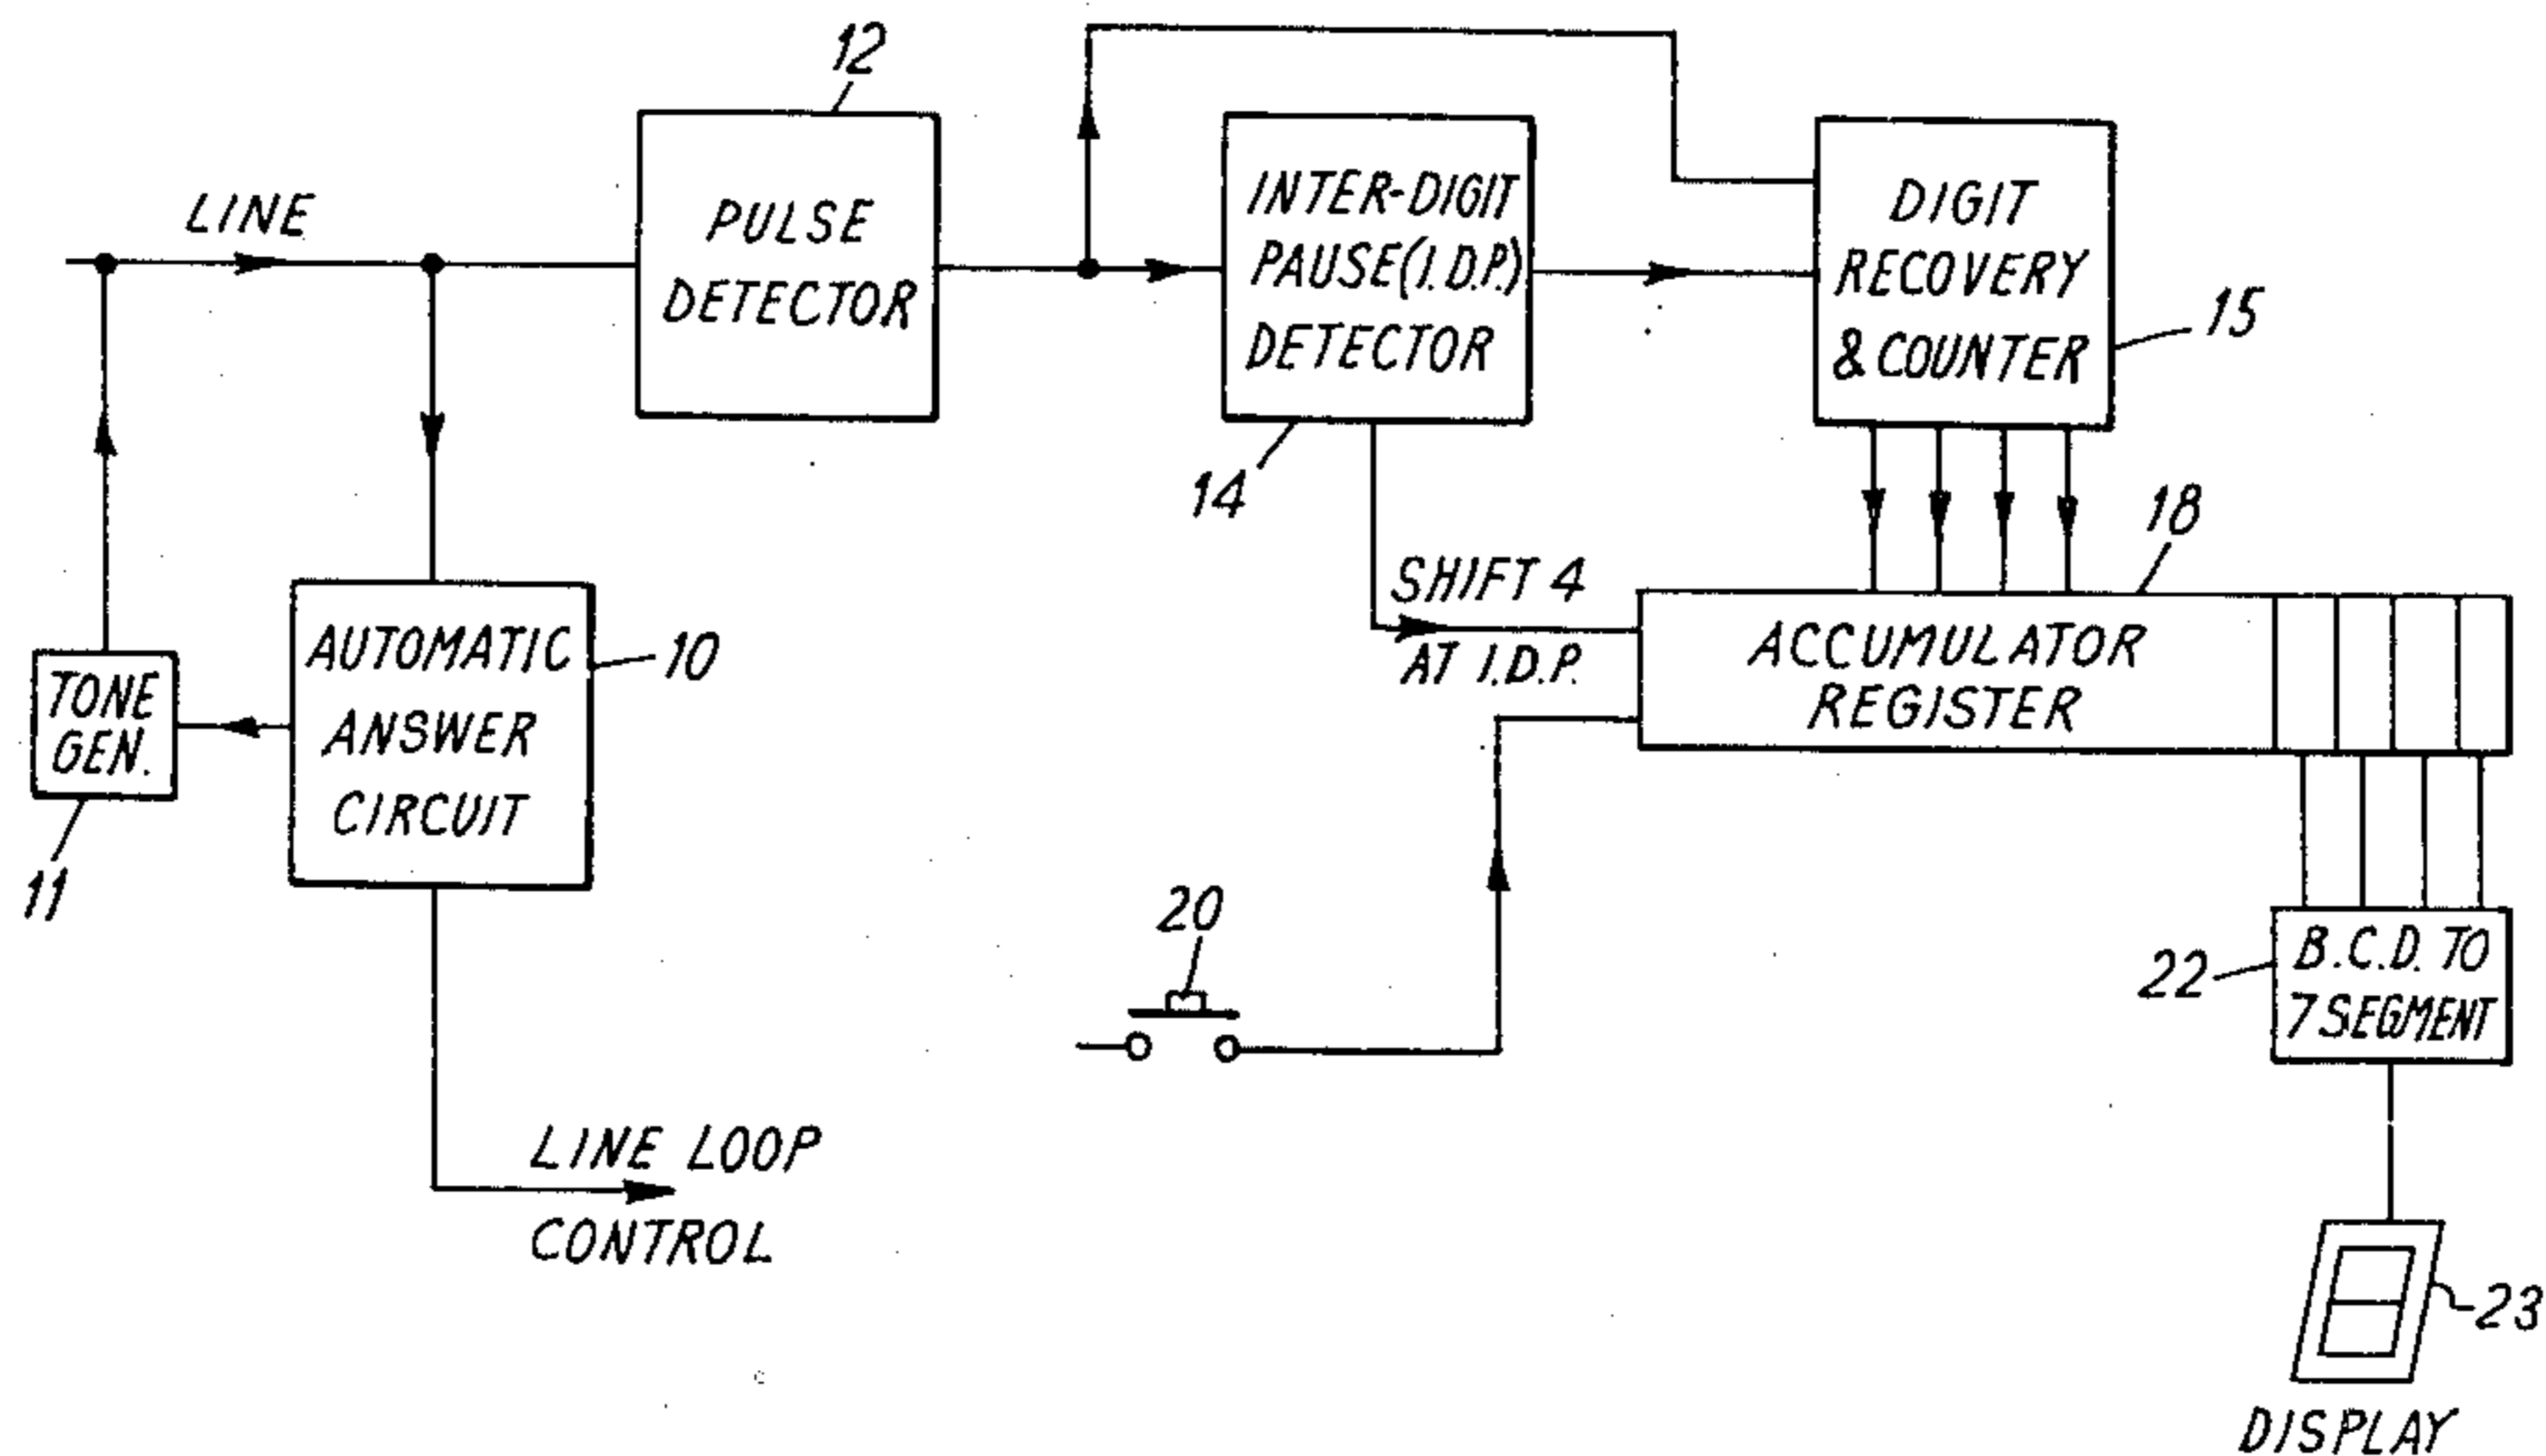 12
LINE
PULSE
DETECTOR
INTER-DIGIT
PAUSE(I.D.P.)
DETECTOR
14
DIGIT
RECOVERY
& COUNTER
15
TONE
GEN.
11
AUTOMATIC
ANSWER
CIRCUIT
10
LINE LOOP
CONTROL
SHIFT 4
AT I.D.P.
18
ACCUMULATOR
REGISTER
20
22
B.C.D. TO
7 SEGMENT
23
DISPLAY